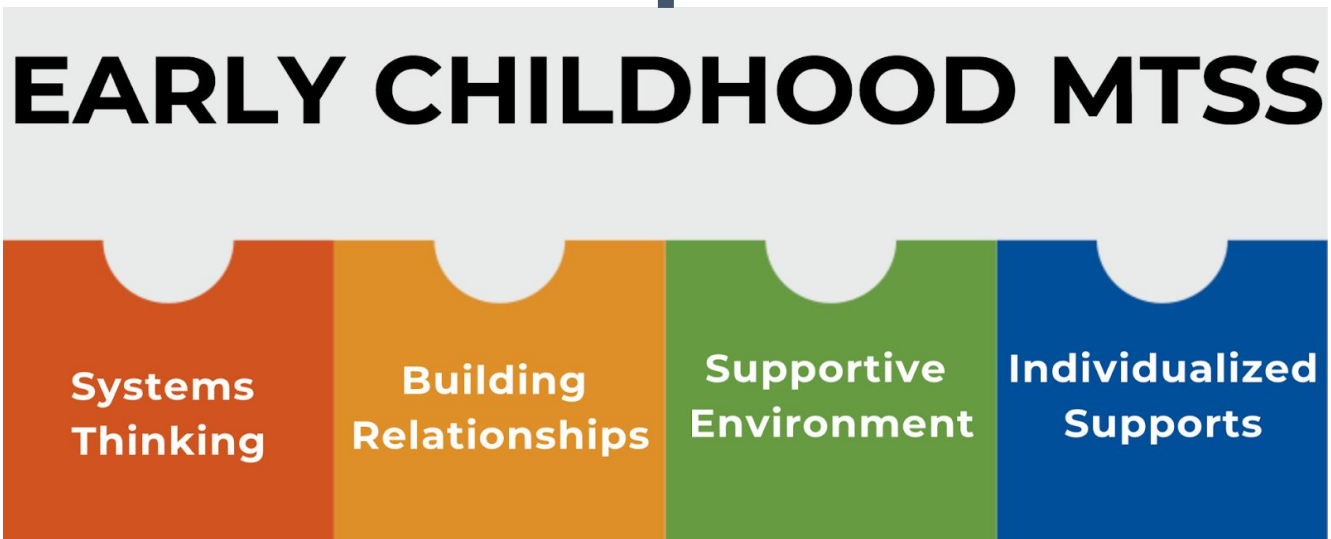 EARLY CHILDHOOD MTSS
Systems
Thinking
Building
Relationships
Supportive
Environment
Individualized
Supports